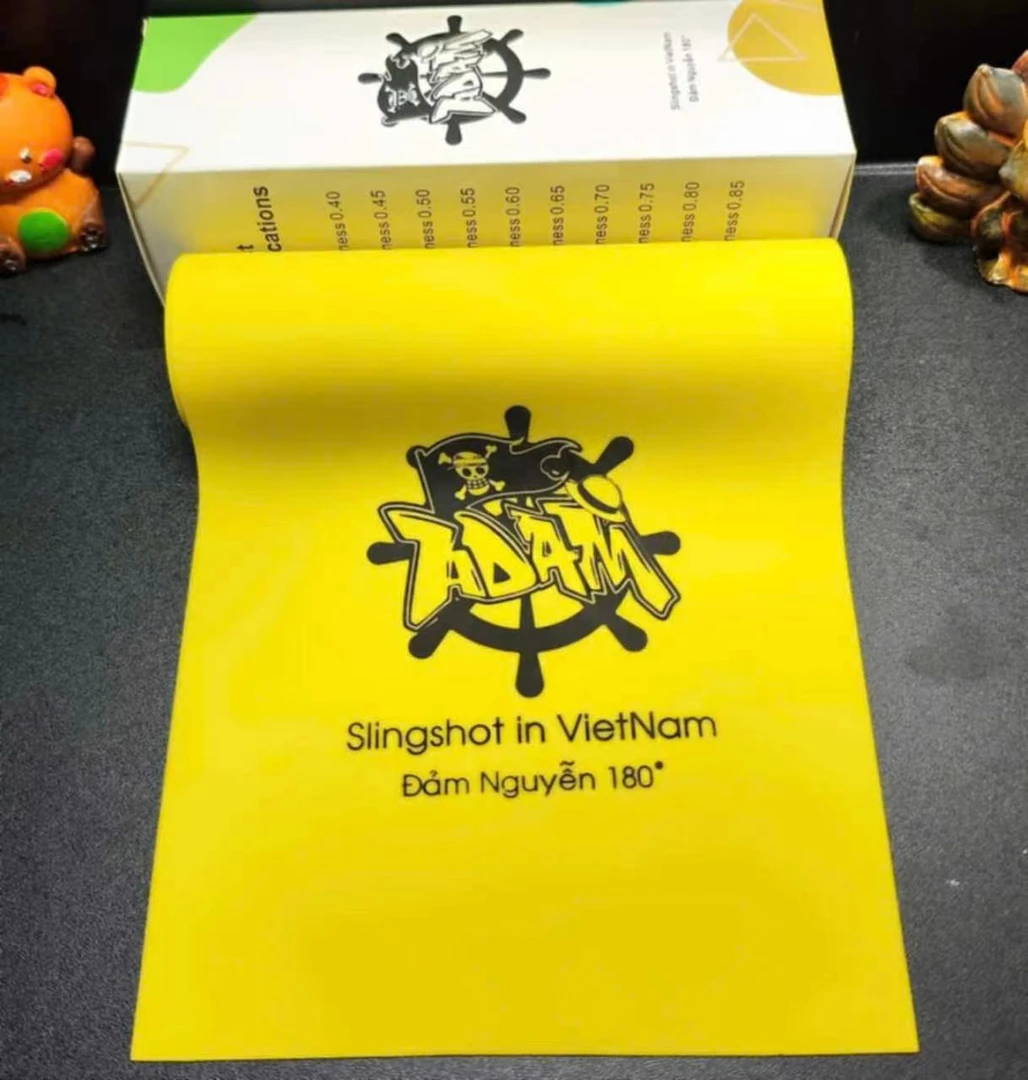 ADAM
Slingshot in VietNam
Đảm Nguyễn 180°
cations
ness 0.40
ness 0.45
ness 0.50
ness 0.55
ness 0.60
ness 0.65
ness 0.70
ness 0.75
ness 0.80
ness 0.85
ADAM
Slingshot in VietNam
Đảm Nguyễn 180°